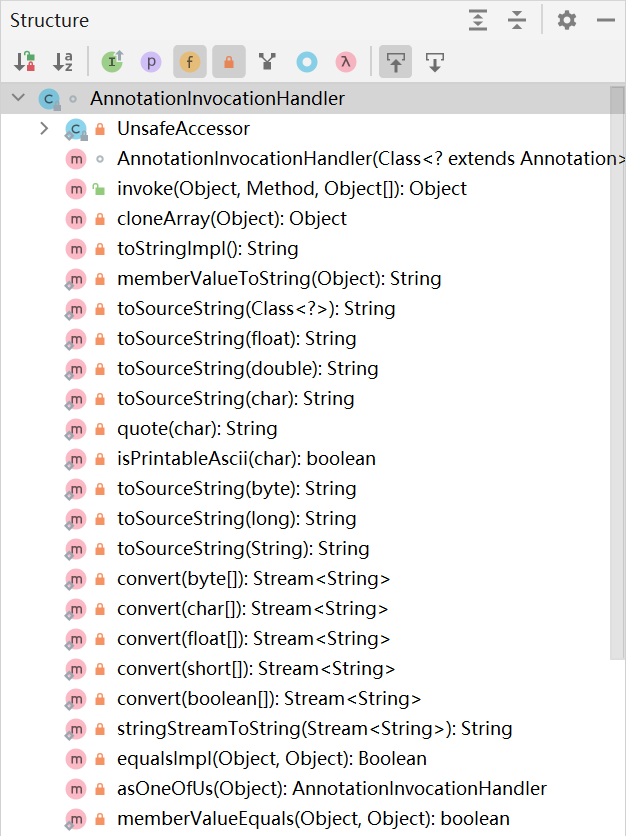 Structure
AnnotationInvocationHandler
UnsafeAccessor
AnnotationInvocationHandler(Class<? extends Annotation>
invoke(Object, Method, Object[]): Object
cloneArray(Object): Object
toStringImpl(): String
memberValueToString(Object): String
toSourceString(Class<?>): String
toSourceString(float): String
toSourceString(double): String
toSourceString(char): String
quote(char): String
isPrintableAscii(char): boolean
toSourceString(byte): String
toSourceString(long): String
toSourceString(String): String
convert(byte[]): Stream<String>
convert(char[]): Stream<String>
convert(float[]): Stream<String>
convert(short[]): Stream<String>
convert(boolean[]): Stream<String>
stringStreamToString(Stream<String>): String
equalsImpl(Object, Object): Boolean
asOneOfUs(Object): AnnotationInvocationHandler
memberValueEquals(Object, Object): boolean